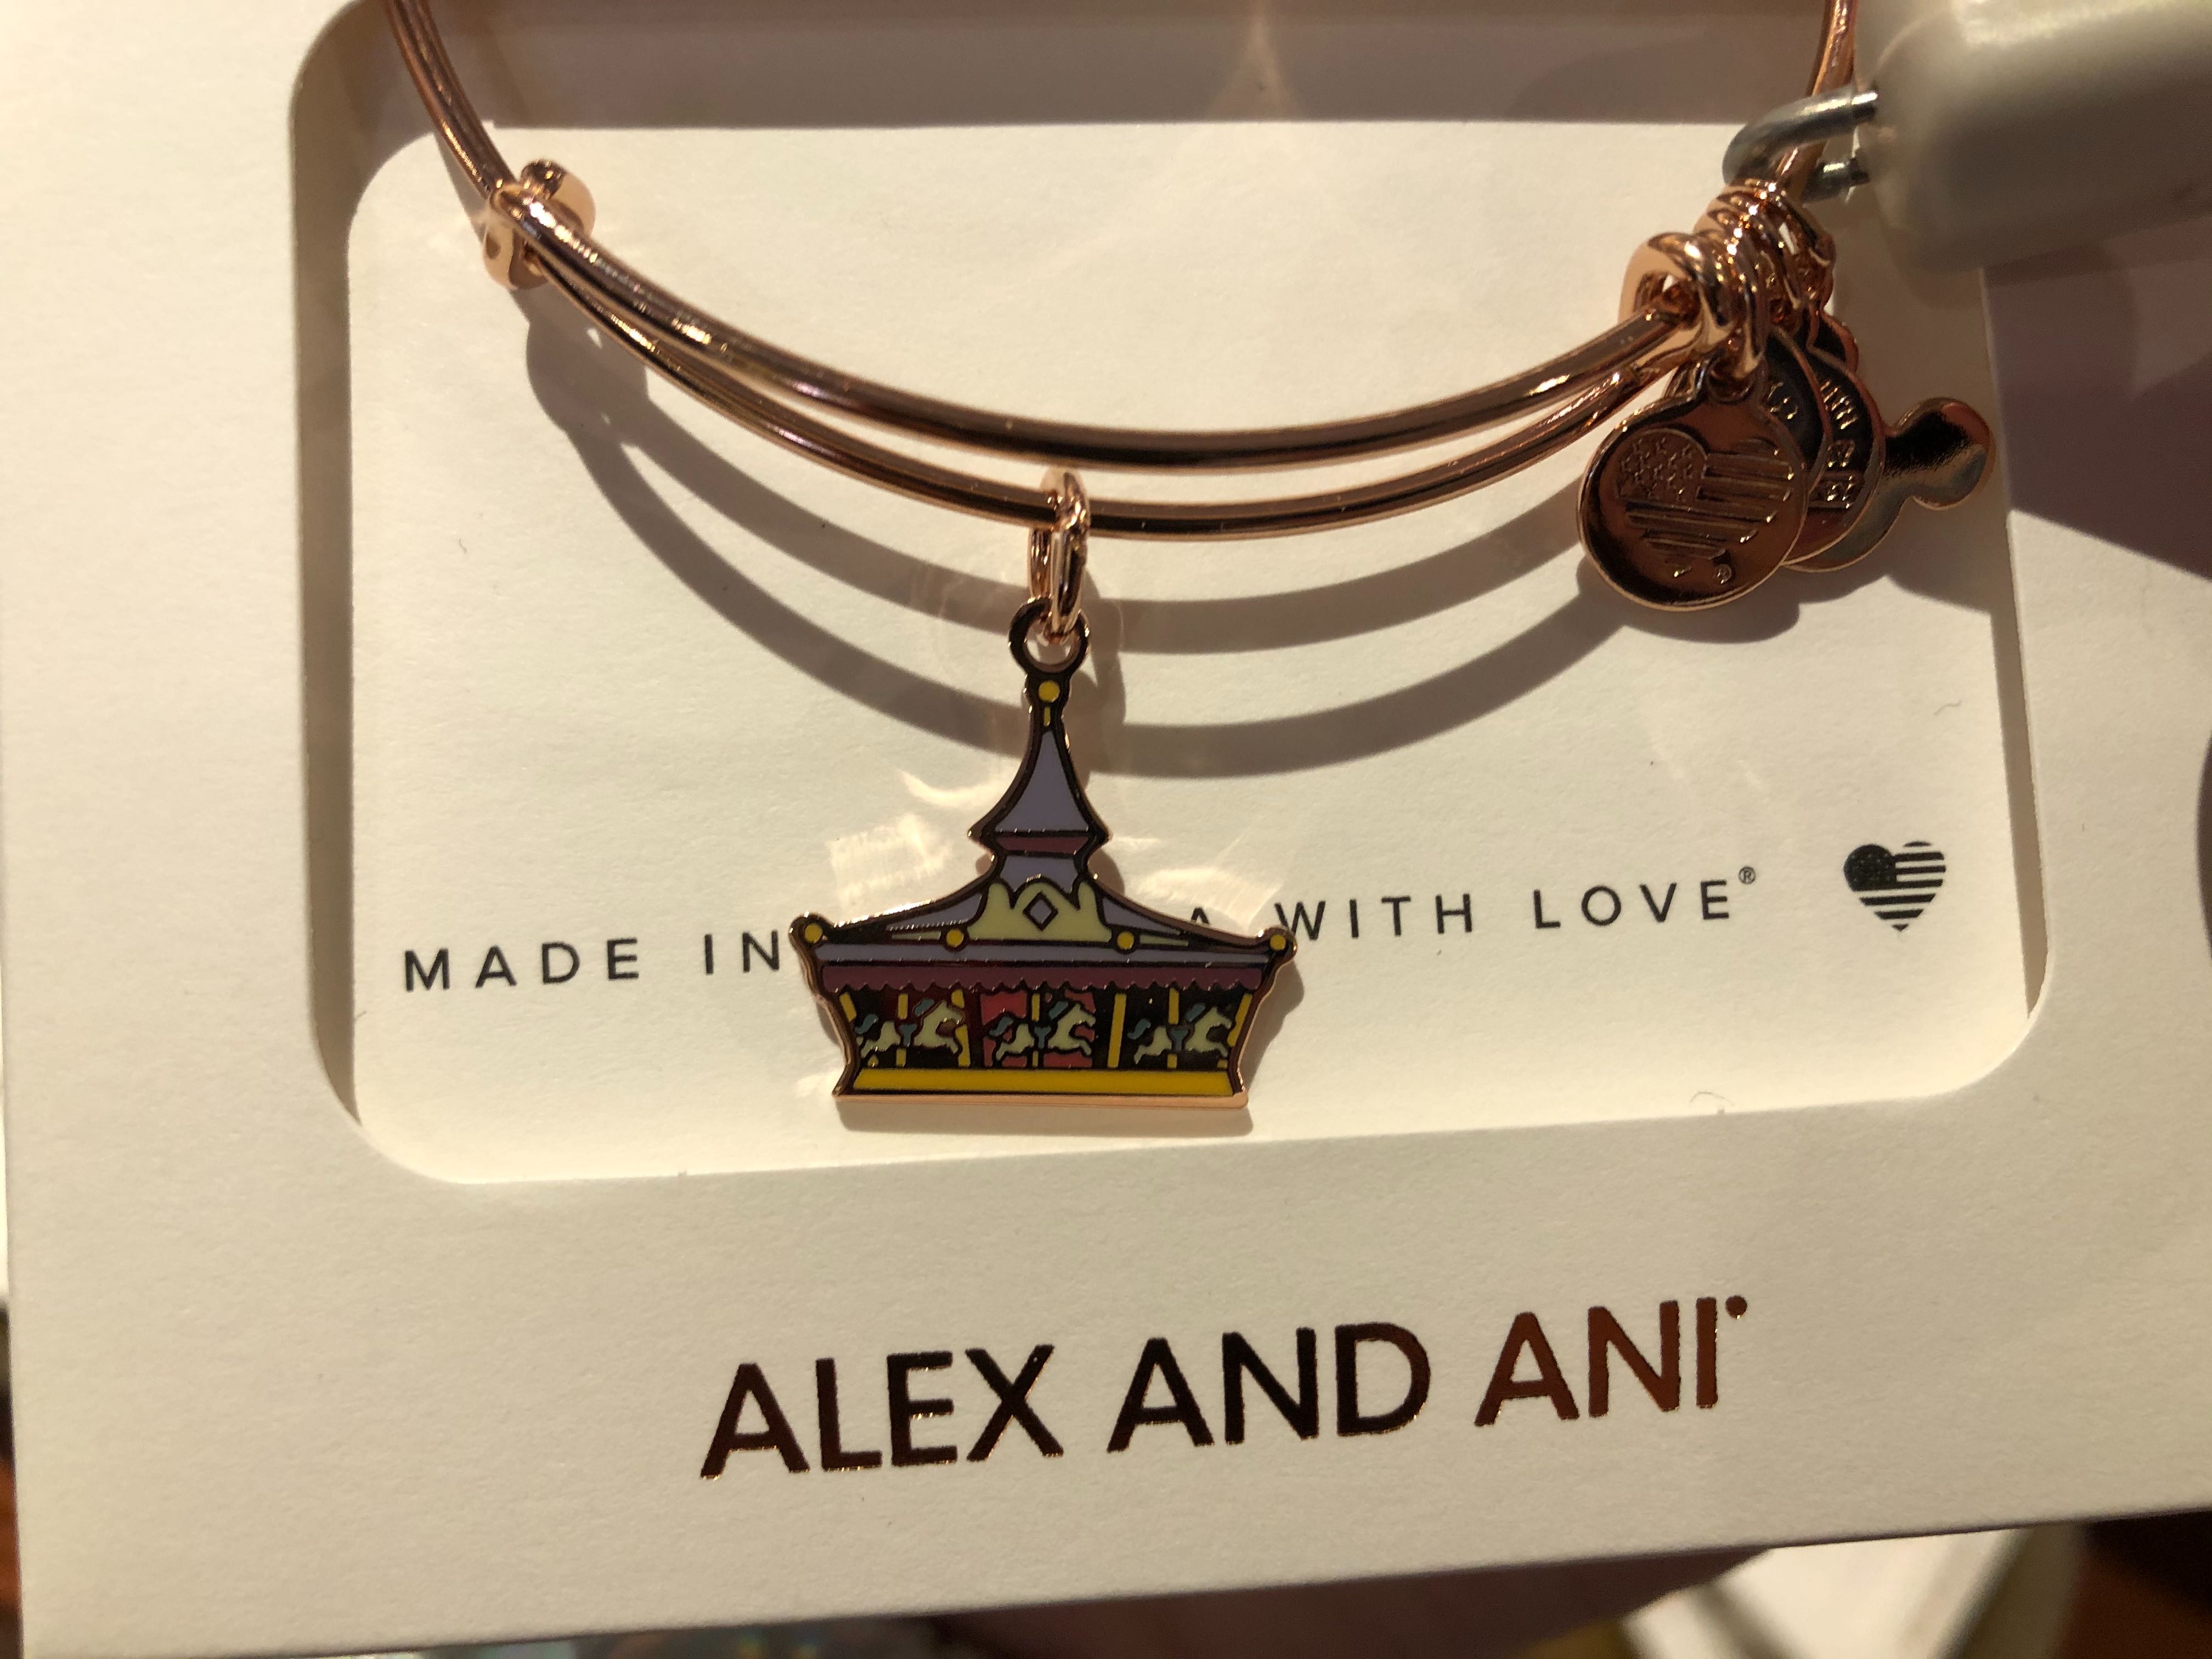 MADE IN A WITH LOVE®
ALEX AND ANI®